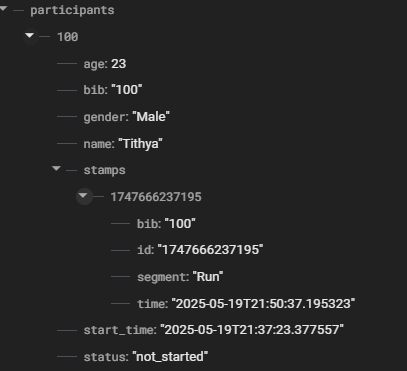 participants
100
age: 23
bib: "100"
gender: "Male"
name: "Tithya"
stamps
1747666237195
bib: "100"
id: "1747666237195"
segment: "Run"
time: "2025-05-19T21:50:37.195323"
start_time: "2025-05-19T21:37:23.377557"
status: "not_started"